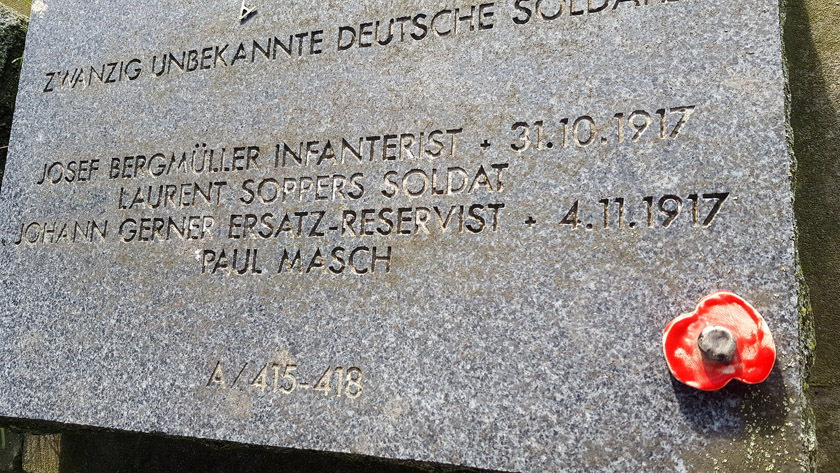 ZWANZIG UNBEKANNTE DEUTSCHE
JOSEF BERGMÜLLER INFANTERIST + 31.10.1917
LAURENT SOPPERS SOLDAT
JOHANN GERNER ERSATZ-RESERVIST + 4.11.1917
PAUL MASCH
A/415-418